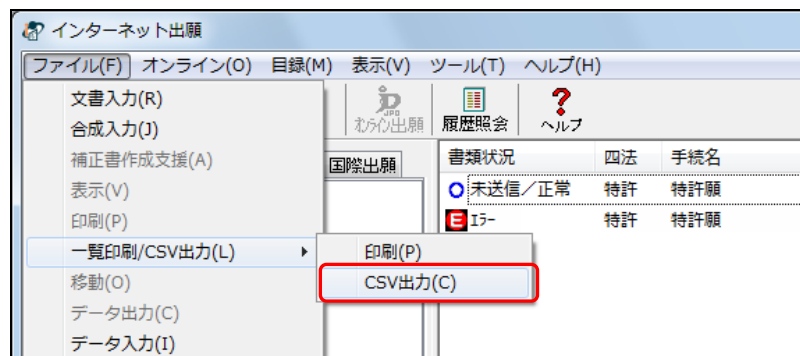 インターネット出願
ファイル(F) オンライン(O) 目録(M) 表示(V) ツール(T) ヘルプ(H)
文書入力(R)
合成入力(J)
補正書作成支援(A)
表示(V)
印刷(P)
一覧印刷/CSV出力(L)
移動(O)
データ出力(C)
データ入力(I)
印刷(P)
CSV出力(C)
JPO
オンライン出願
履歴照会
ヘルプ
国際出願
書類状況 四法 手続名
未送信/正常 特許 特許願
E エラー 特許 特許願